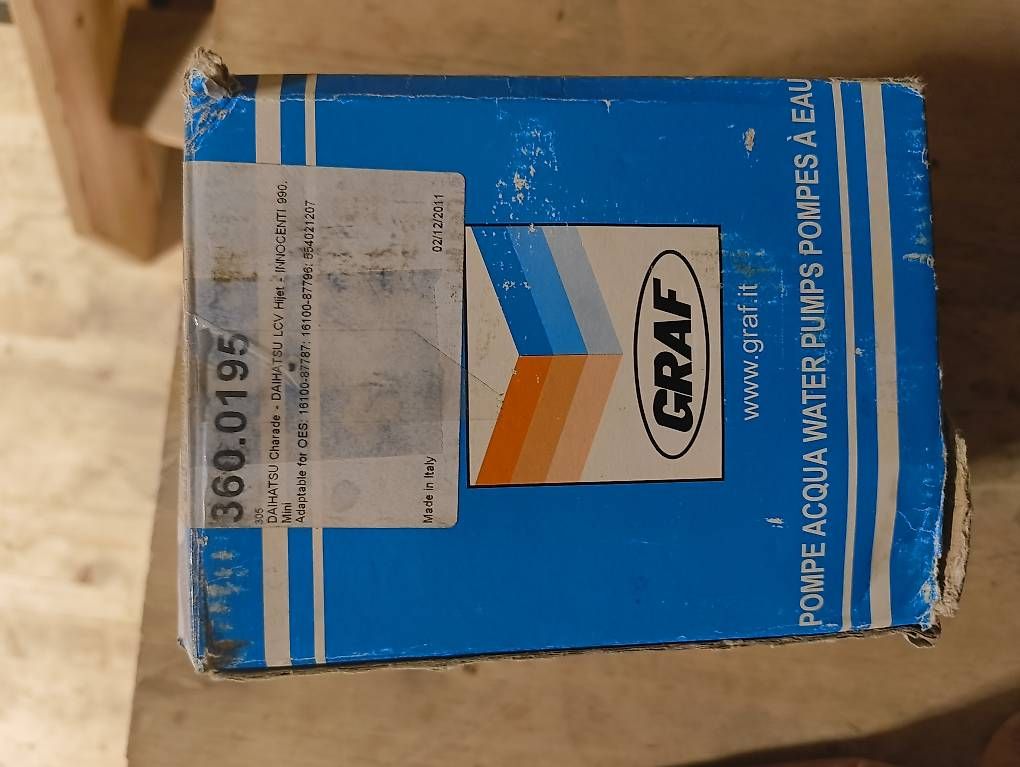 360.0195
305
DAIHATSU Charade - DAIHATSU LCV Hijet - INNOCENTI 990,
Mini
Adaptable for OES: 16100-87787; 16100-87796; 554021207
Made in Italy
02/12/2011
GRAF
www.graf.it
POMPE ACQUA WATER PUMPS POMPES À EAU